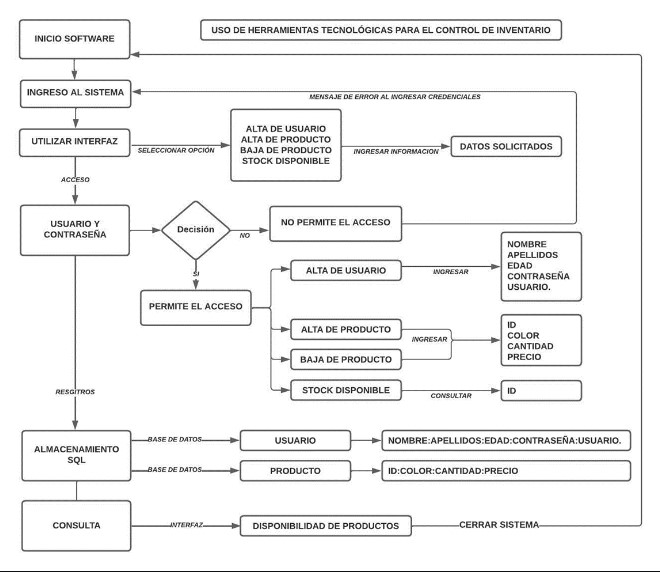 INICIO SOFTWARE
USO DE HERRAMIENTAS TECNOLÓGICAS PARA EL CONTROL DE INVENTARIO
INGRESO AL SISTEMA
MENSAJE DE ERROR AL INGRESAR CREDENCIALES
UTILIZAR INTERFAZ
SELECCIONAR OPCIÓN
ALTA DE USUARIO
ALTA DE PRODUCTO
BAJA DE PRODUCTO
STOCK DISPONIBLE
INGRESAR INFORMACION
DATOS SOLICITADOS
ACCESO
USUARIO Y
CONTRASEÑA
Decisión
NO
NO PERMITE EL ACCESO
SI
PERMITE EL ACCESO
ALTA DE USUARIO
INGRESAR
NOMBRE
APELLIDOS
EDAD
CONTRASEÑA
USUARIO.
ALTA DE PRODUCTO
BAJA DE PRODUCTO
INGRESAR
ID
COLOR
CANTIDAD
PRECIO
STOCK DISPONIBLE
CONSULTAR
ID
RESGITROS
ALMACENAMIENTO
SQL
BASE DE DATOS
USUARIO
NOMBRE:APELLIDOS:EDAD:CONTRASEÑA:USUARIO.
BASE DE DATOS
PRODUCTO
ID:COLOR:CANTIDAD:PRECIO
CONSULTA
INTERFAZ
DISPONIBILIDAD DE PRODUCTOS
CERRAR SISTEMA